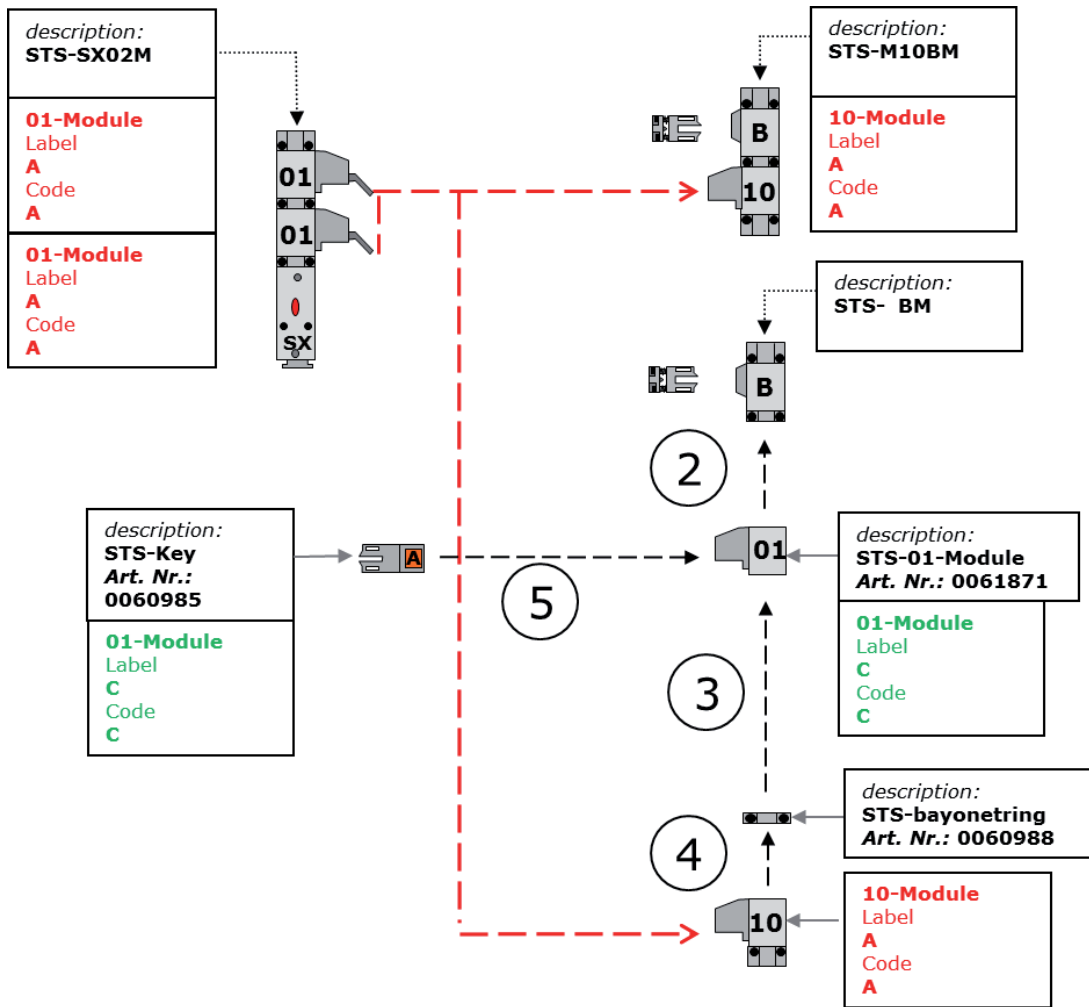 description:
STS-SX02M
01-Module
Label
A
Code
A
01-Module
Label
A
Code
A
01
01
SX
description:
STS-M10BM
10-Module
Label
A
Code
A
B
10
description:
STS- BM
B
2
description:
STS-Key
Art. Nr.:
0060985
01-Module
Label
C
Code
C
A
5
01
description:
STS-01-Module
Art. Nr.: 0061871
01-Module
Label
C
Code
C
3
description:
STS-bayonetring
Art. Nr.: 0060988
4
10
10-Module
Label
A
Code
A